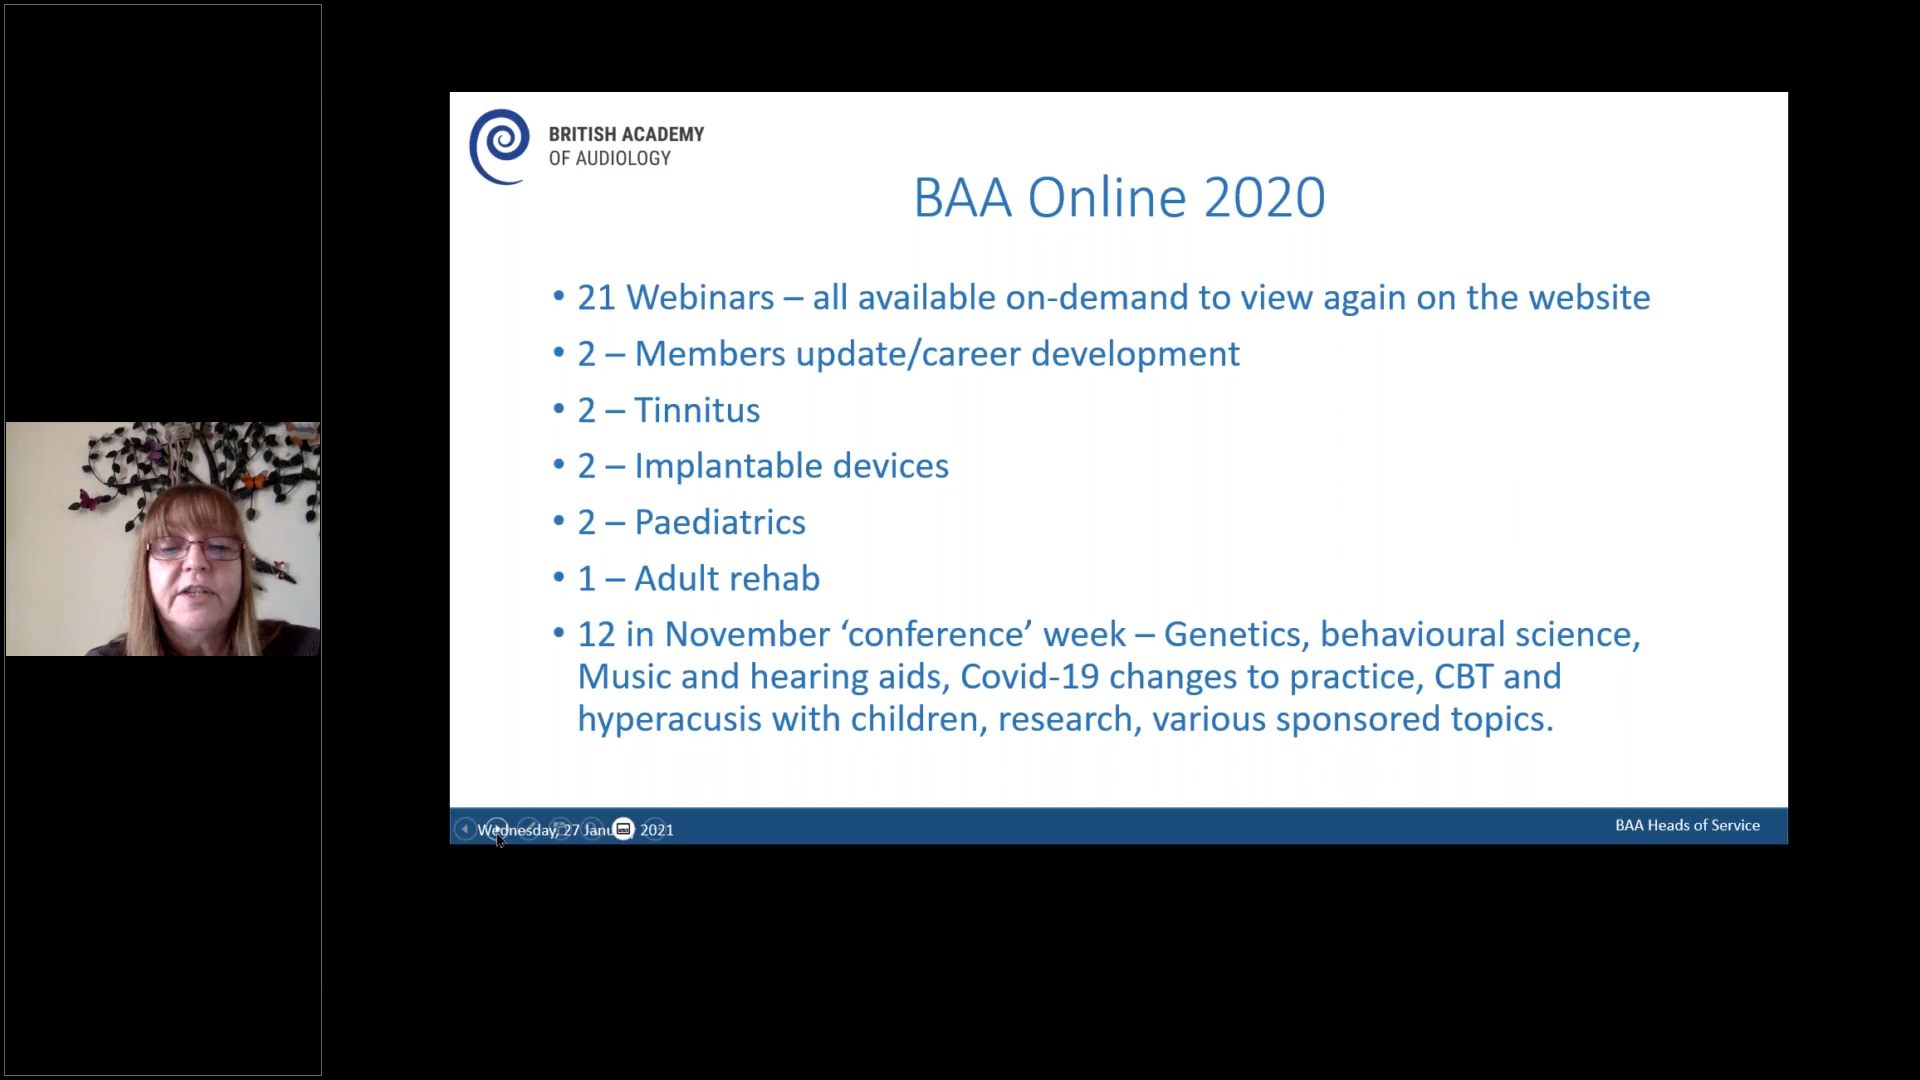 BRITISH ACADEMY
OF AUDIOLOGY
BAA Online 2020
• 21 Webinars – all available on-demand to view again on the website
• 2 – Members update/career development
• 2 – Tinnitus
• 2 – Implantable devices
• 2 – Paediatrics
• 1 – Adult rehab
• 12 in November ‘conference’ week – Genetics, behavioural science,
Music and hearing aids, Covid-19 changes to practice, CBT and
hyperacusis with children, research, various sponsored topics.
Wednesday, 27 2021
BAA Heads of Service